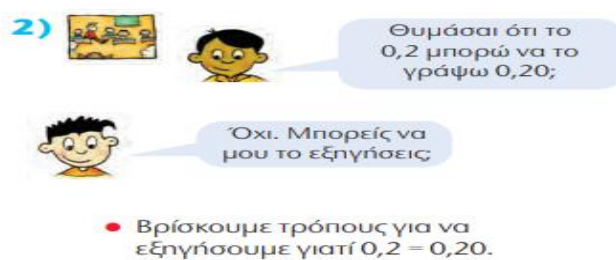 2)
Θυμάσαι ότι το
0,2 μπορώ να το
γράψω 0,20;
Όχι. Μπορείς να
μου το εξηγήσεις;
• Βρίσκουμε τρόπους για να
εξηγήσουμε γιατί 0,2 = 0,20.